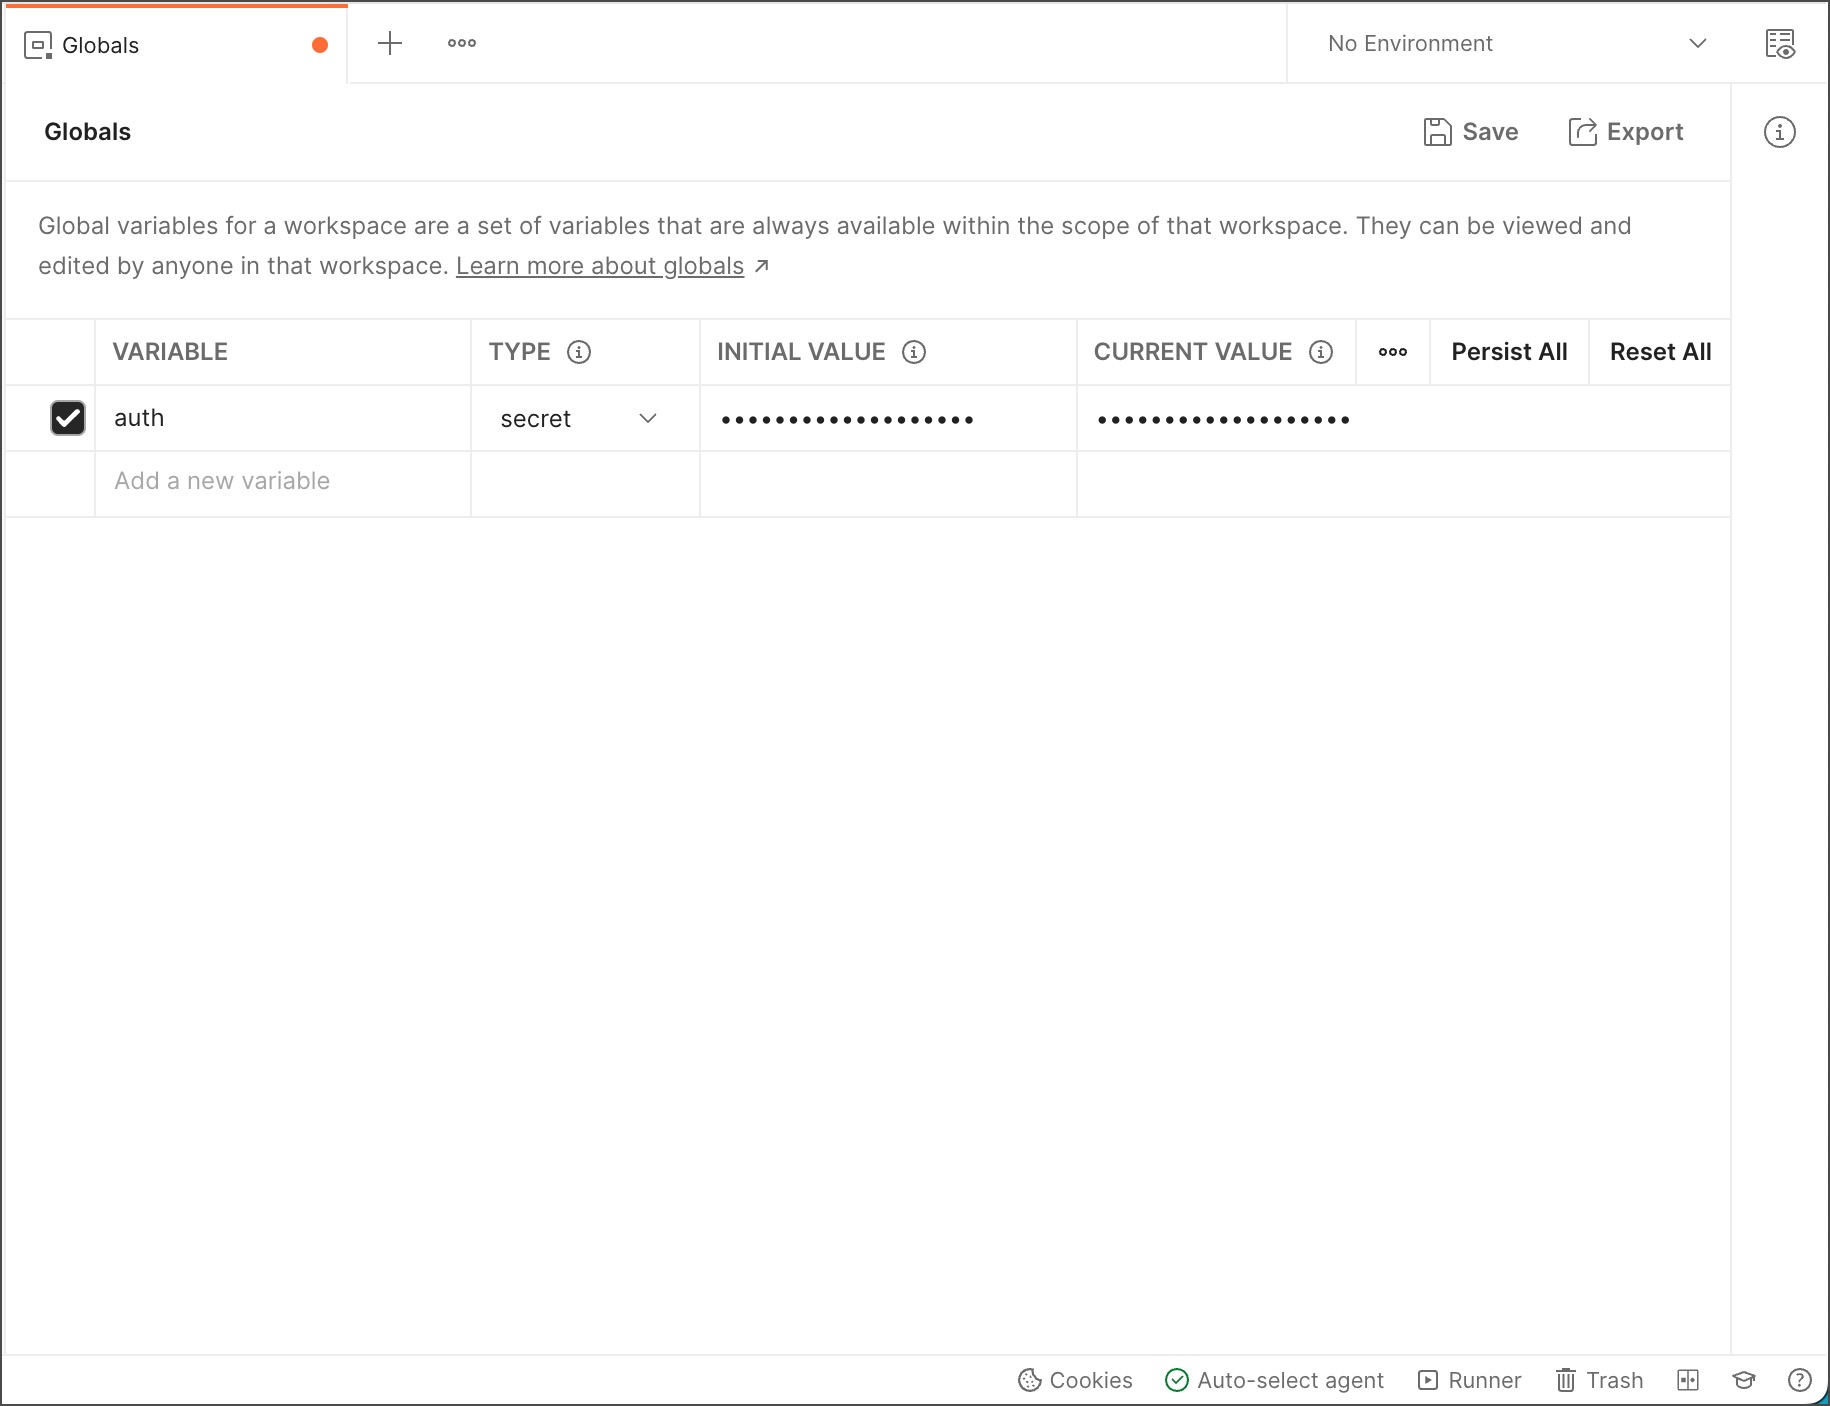 Globals
No Environment
Globals
Save
Export
Global variables for a workspace are a set of variables that are always available within the scope of that workspace. They can be viewed and
edited by anyone in that workspace. Learn more about globals ↗
VARIABLE
TYPE
INITIAL VALUE
CURRENT VALUE
Persist All
Reset All
auth
secret
•••••••••••••••••••
•••••••••••••••••••
Add a new variable
Cookies
Auto-select agent
Runner
Trash